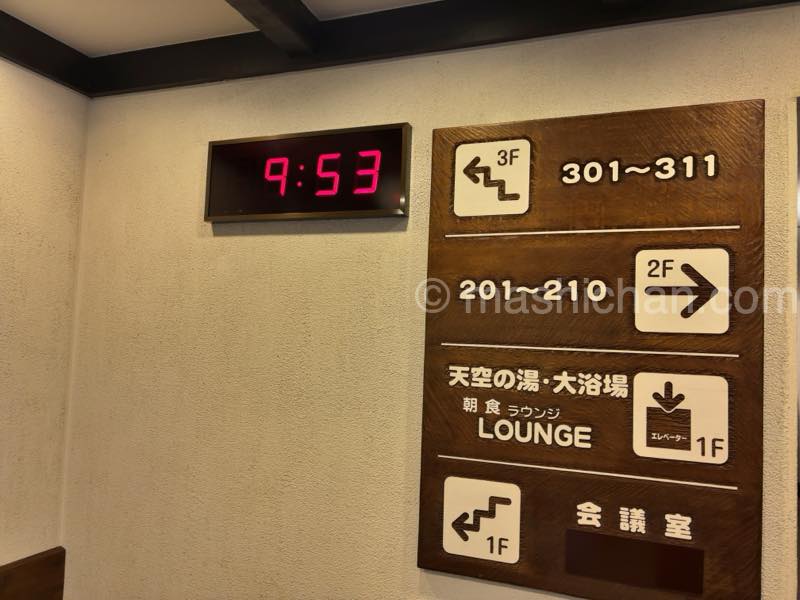 9:53
3F
301〜311
201〜210
2F
© mashichan.com
天空の湯・大浴場
朝食 ラウンジ
LOUNGE
エレベーター
1F
1F
会議室